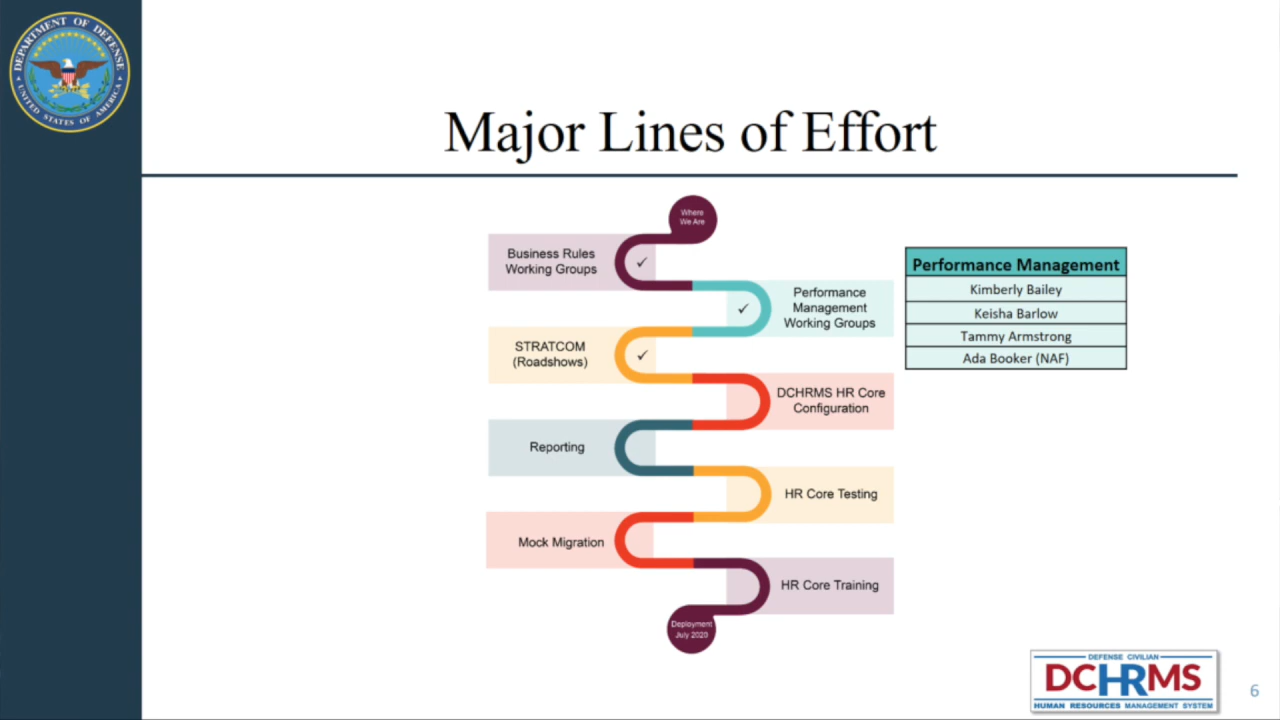 DEPARTMENT OF DEFENSE
UNITED STATES OF AMERICA
Major Lines of Effort
Where
We Are
Business Rules
Working Groups
✓
Performance
Management
Working Groups
✓
STRATCOM
(Roadshows)
✓
DCHRMS HR Core
Configuration
Reporting
HR Core Testing
Mock Migration
HR Core Training
Deployment
July 2020
Performance Management
Kimberly Bailey
Keisha Barlow
Tammy Armstrong
Ada Booker (NAF)
DEFENSE CIVILIAN
DCHRMS
HUMAN RESOURCES MANAGEMENT SYSTEM
6